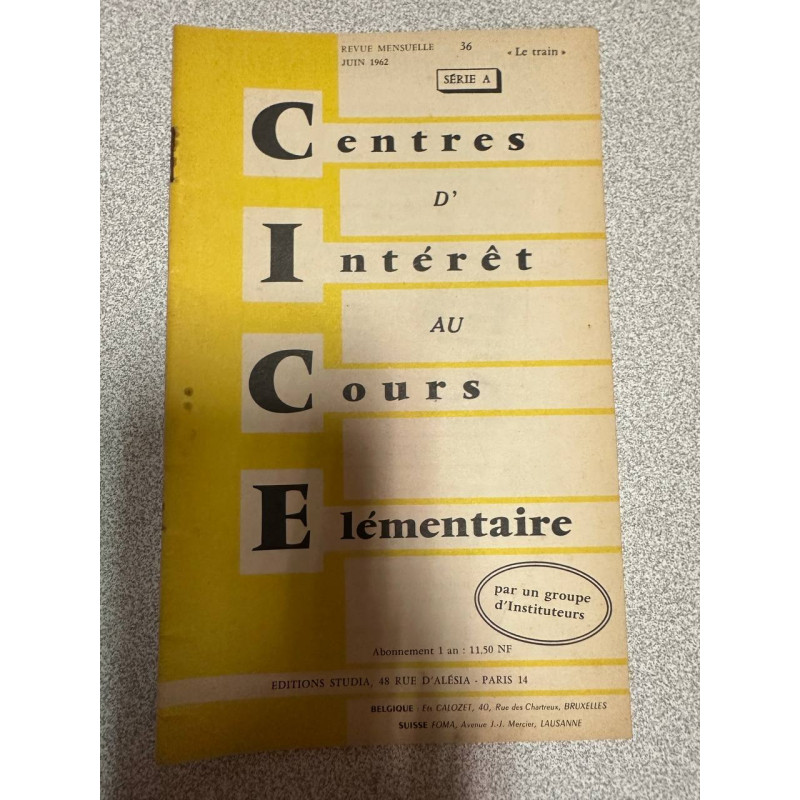 REVUE MENSUELLE 36 « Le train »
JUIN 1962
SÉRIE A
Centres
D'
Intérêt
AU
Cours
Elémentaire
par un groupe
d'Instituteurs
Abonnement 1 an : 11,50 NF
EDITIONS STUDIA, 48 RUE D'ALÉSIA - PARIS 14
BELGIQUE : Ets CALOZET, 40, Rue des Chartreux, BRUXELLES
SUISSE FOMA, Avenue J.-J. Mercier, LAUSANNE